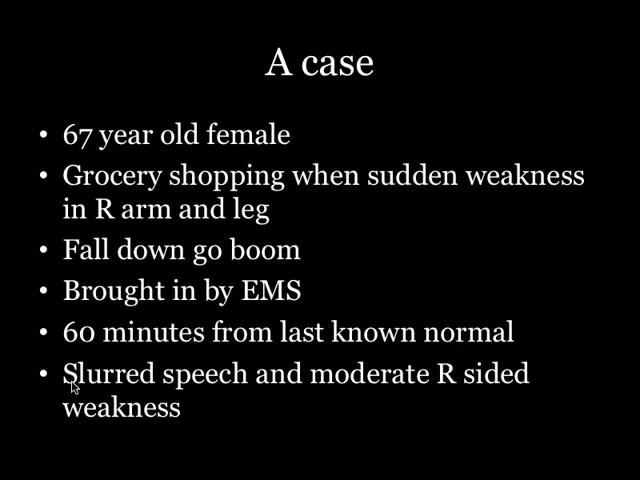 A case
• 67 year old female
• Grocery shopping when sudden weakness
in R arm and leg
• Fall down go boom
• Brought in by EMS
• 60 minutes from last known normal
• Slurred speech and moderate R sided
weakness